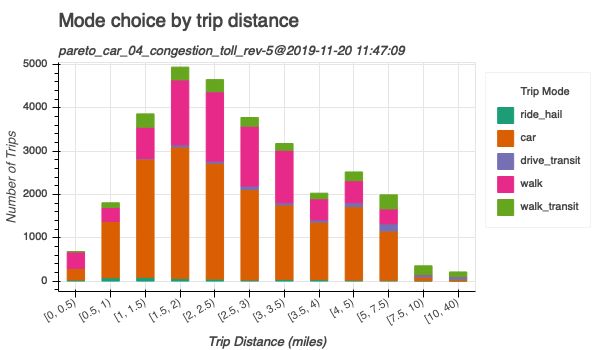 Mode choice by trip distance
pareto_car_04_congestion_toll_rev-5@2019-11-20 11:47:09
Number of Trips
5000
4000
3000
2000
1000
0
[0, 0.5)
[0.5, 1)
[1, 1.5)
[1.5, 2)
[2, 2.5)
[2.5, 3)
[3, 3.5)
[3.5, 4)
[4, 5)
[5, 7.5)
[7.5, 10)
[10, 40)
Trip Distance (miles)
Trip Mode
ride_hail
car
drive_transit
walk
walk_transit